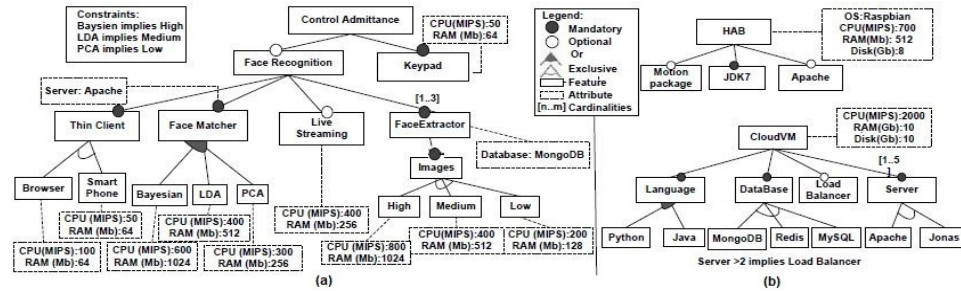 Constraints:
Baysien implies High
LDA implies Medium
PCA implies Low
Control Admittance
CPU(MIPS):50
RAM (Mb):64
Face Recognition
Keypad
Server: Apache
[1..3]
Thin Client
Face Matcher
Live
Streaming
FaceExtractor
Database: MongoDB
Images
Browser
Smart
Phone
Bayesian
LDA
PCA
High
Medium
Low
CPU (MIPS):50
RAM (Mb):64
CPU (MIPS):400
RAM (Mb):512
CPU (MIPS):400
RAM (Mb):256
CPU (MIPS):400
RAM (Mb):512
CPU (MIPS):200
RAM (Mb):128
CPU (MIPS):100
RAM (Mb):64
CPU (MIPS):600
RAM (Mb):1024
CPU (MIPS):300
RAM (Mb):256
CPU (MIPS):800
RAM (Mb):1024
(a)
Legend:
Mandatory
Optional
Or
Exclusive
Feature
Attribute
[n..m] Cardinalities
HAB
OS:Raspbian
CPU(MIPS):700
RAM(Mb): 512
Disk(Gb):8
Motion
package
JDK7
Apache
CloudVM
CPU(MIPS):2000
RAM(Gb):10
Disk(Gb):10
[1..5
]
Language
DataBase
Load
Balancer
Server
Python
Java
MongoDB
Redis
MySQL
Apache
Jonas
Server >2 implies Load Balancer
(b)